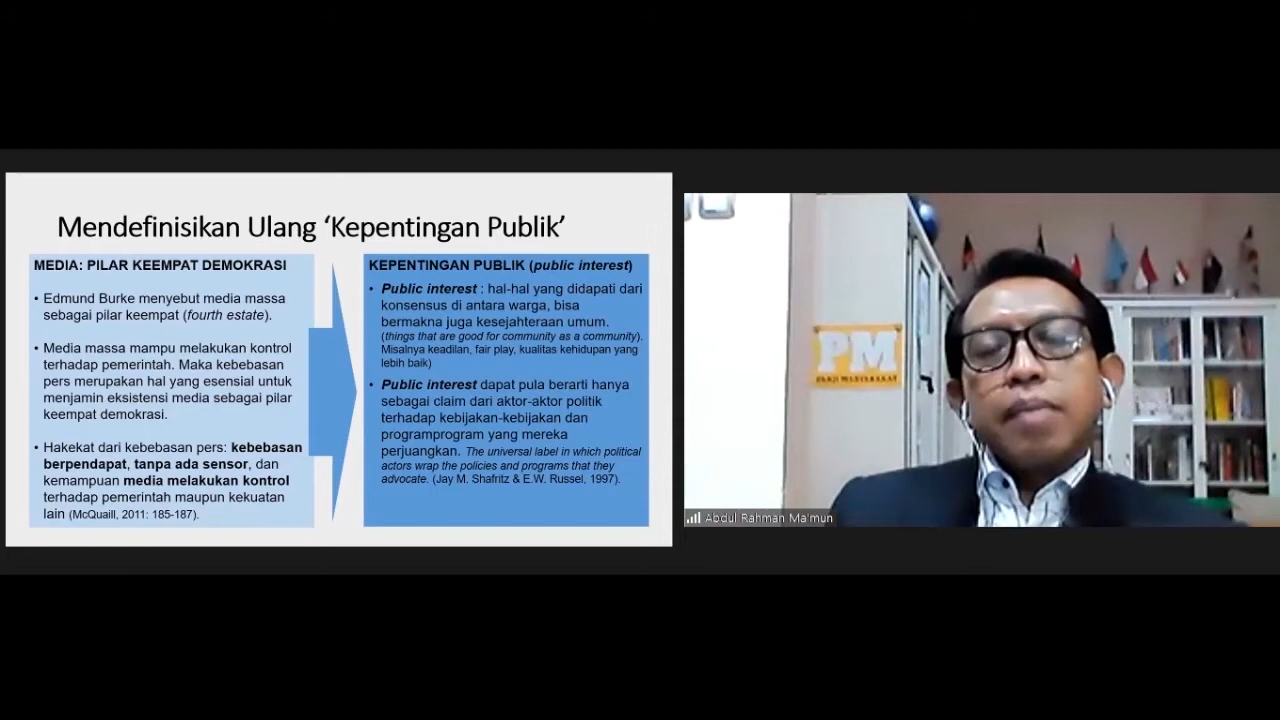 Mendefinisikan Ulang ‘Kepentingan Publik’
MEDIA: PILAR KEEMPAT DEMOKRASI
• Edmund Burke menyebut media massa
sebagai pilar keempat (fourth estate).
• Media massa mampu melakukan kontrol
terhadap pemerintah. Maka kebebasan
pers merupakan hal yang esensial untuk
menjamin eksistensi media sebagai pilar
keempat demokrasi.
• Hakekat dari kebebasan pers: kebebasan
berpendapat, tanpa ada sensor, dan
kemampuan media melakukan kontrol
terhadap pemerintah maupun kekuatan
lain (McQuaill, 2011: 185-187).
KEPENTINGAN PUBLIK (public interest)
• Public interest : hal-hal yang didapati dari
konsensus di antara warga, bisa
bermakna juga kesejahteraan umum.
(things that are good for community as a community).
Misalnya keadilan, fair play, kualitas kehidupan yang
lebih baik)
• Public interest dapat pula berarti hanya
sebagai claim dari aktor-aktor politik
terhadap kebijakan-kebijakan dan
programprogram yang mereka
perjuangkan. The universal label in which political
actors wrap the policies and programs that they
advocate. (Jay M. Shafritz & E.W. Russel, 1997).
PM
PANJI MASYARAKAT
Abdul Rahman Ma'mun